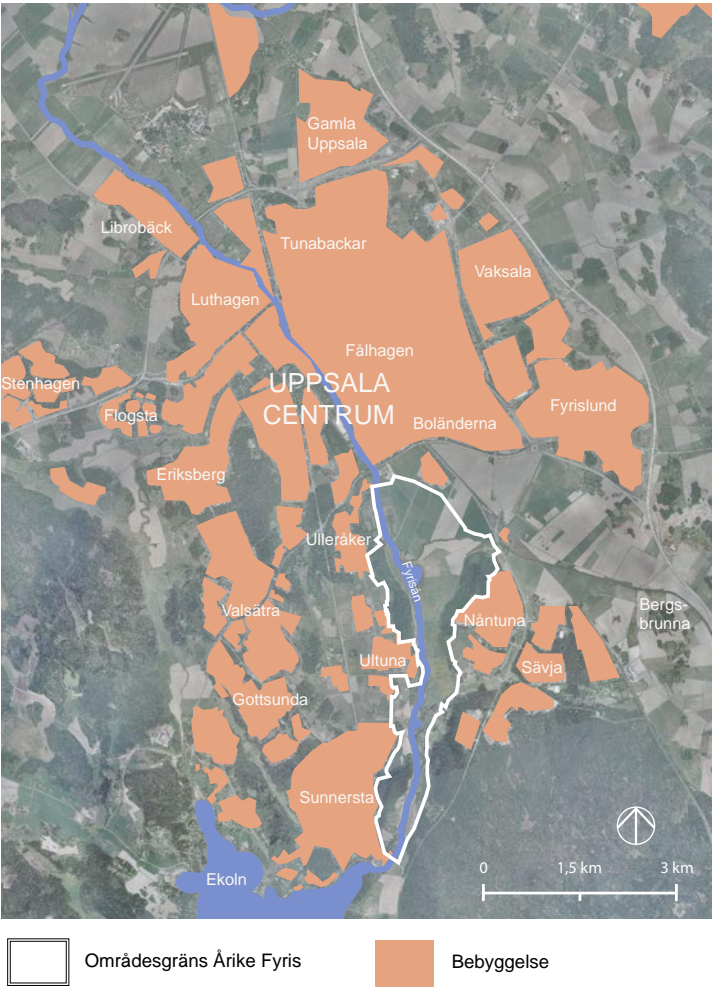 Gamla
Uppsala
Librobäck
Tunabackar
Vaksala
Luthagen
Fålhagen
Stenhagen
UPPSALA
CENTRUM
Flogsta
Boländerna
Fyrislund
Eriksberg
Ulleråker
Fyrisån
Valsätra
Nåntuna
Bergs-
brunna
Ultuna
Sävja
Gottsunda
Sunnersta
Ekoln
0 1,5 km 3 km
Områdesgräns Årike Fyris
Bebyggelse